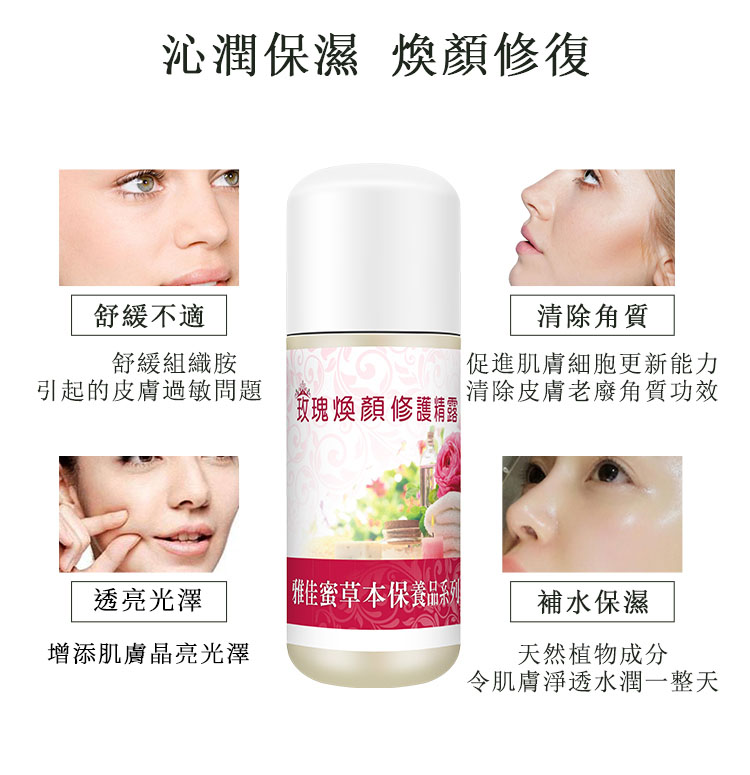 沁潤保濕 煥顏修復
舒緩不適
舒緩組織胺
引起的皮膚過敏問題
清除角質
促進肌膚細胞更新能力
清除皮膚老廢角質功效
玫瑰煥顏修護精露
雅佳蜜草本保養品系列
透亮光澤
增添肌膚晶亮光澤
補水保濕
天然植物成分
令肌膚淨透水潤一整天